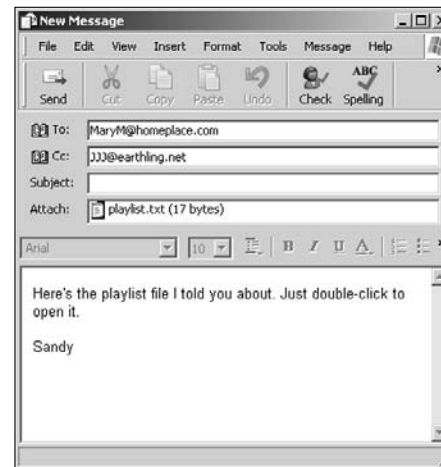 New Message
File Edit View Insert Format Tools Message Help
Send Cut Copy Paste Undo Check Spelling
To: MaryM@homeplace.com
Cc: JJJ@earthling.net
Subject:
Attach: playlist.txt (17 bytes)
Arial 10 B I U A
Here's the playlist file I told you about. Just double-click to
open it.
Sandy